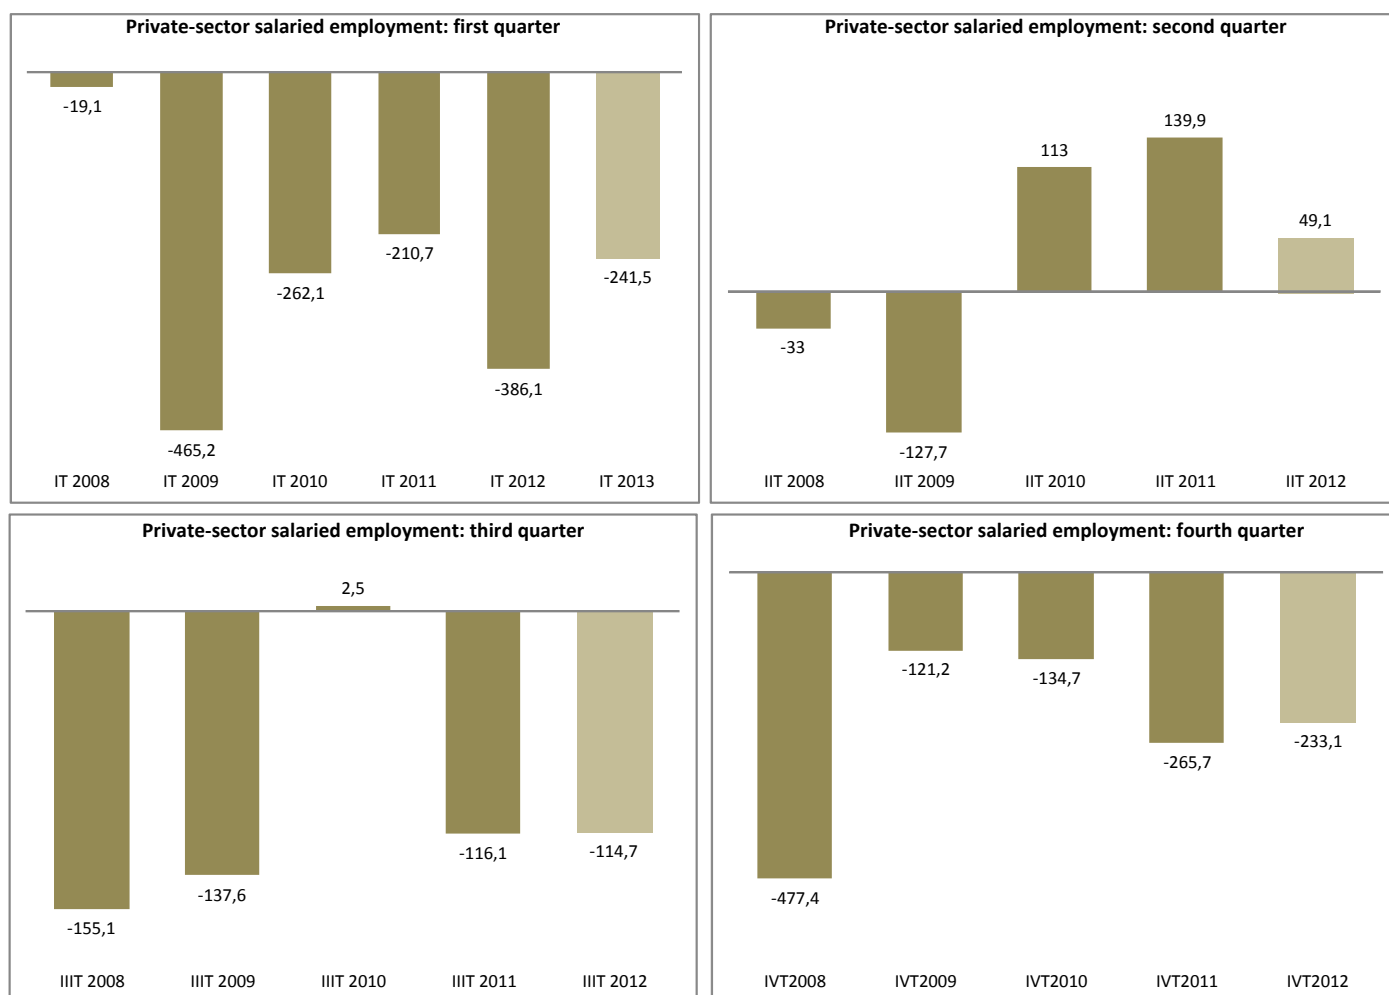 Private-sector salaried employment: first quarter
-19,1
-465,2
-262,1
-210,7
-386,1
-241,5
IT 2008 IT 2009 IT 2010 IT 2011 IT 2012 IT 2013
Private-sector salaried employment: second quarter
139,9
113
49,1
-33
-127,7
IIT 2008 IIT 2009 IIT 2010 IIT 2011 IIT 2012
Private-sector salaried employment: third quarter
2,5
-155,1
-137,6
-116,1
-114,7
IIIT 2008 IIIT 2009 IIIT 2010 IIIT 2011 IIIT 2012
Private-sector salaried employment: fourth quarter
-477,4
-121,2
-134,7
-265,7
-233,1
IVT2008 IVT2009 IVT2010 IVT2011 IVT2012